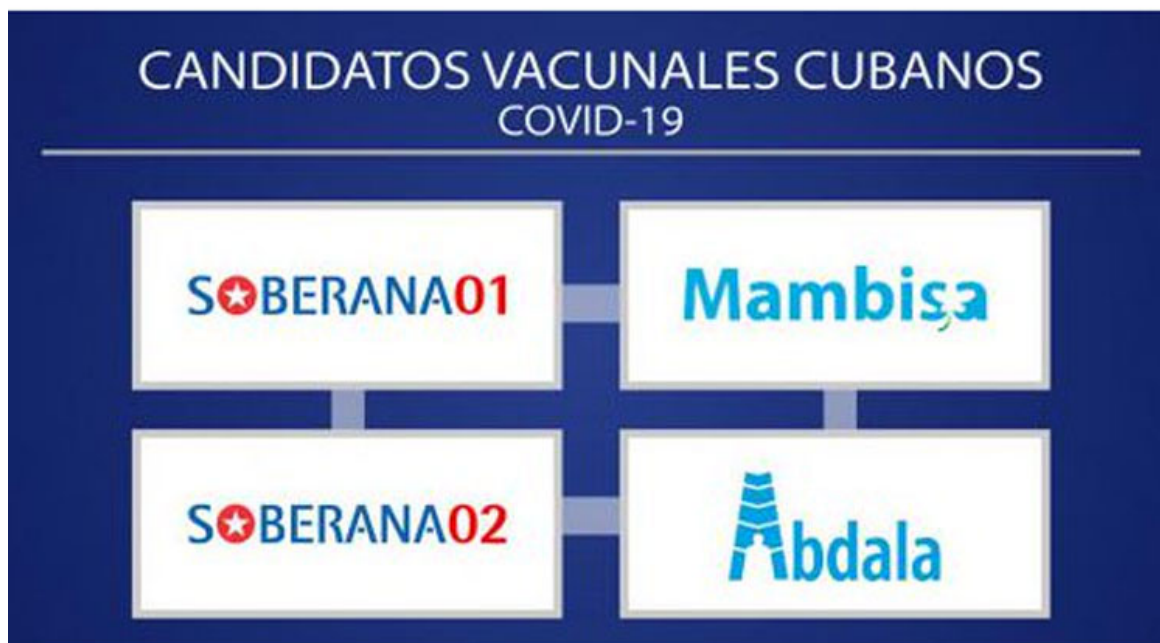 CANDIDATOS VACUNALES CUBANOS
COVID-19
SOBERANA01
Mambisa
SOBERANA02
Abdala